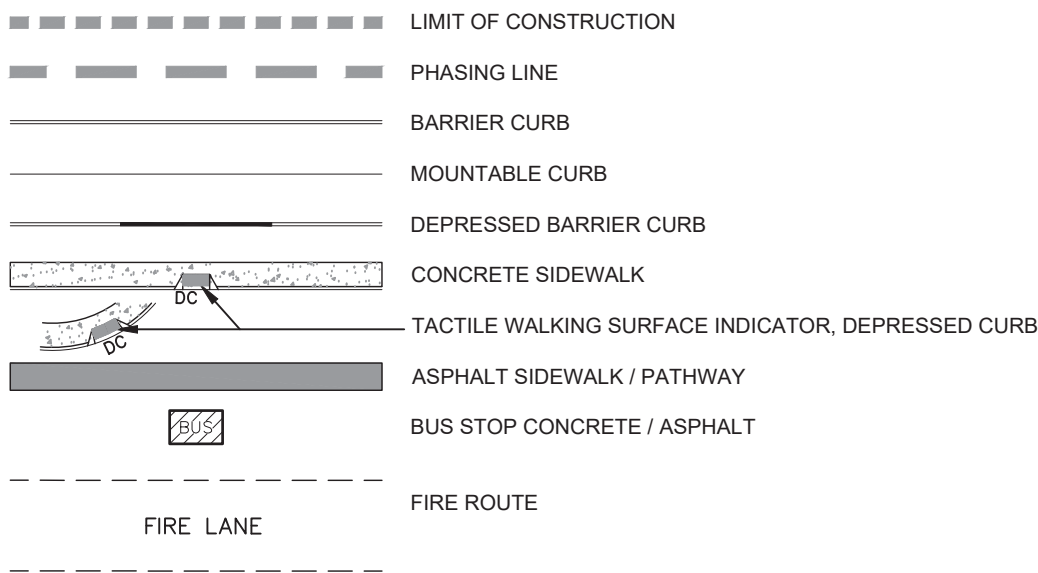 LIMIT OF CONSTRUCTION
PHASING LINE
BARRIER CURB
MOUNTABLE CURB
DEPRESSED BARRIER CURB
CONCRETE SIDEWALK
DC
TACTILE WALKING SURFACE INDICATOR, DEPRESSED CURB
DC
ASPHALT SIDEWALK / PATHWAY
BUS
BUS STOP CONCRETE / ASPHALT
FIRE ROUTE
FIRE LANE